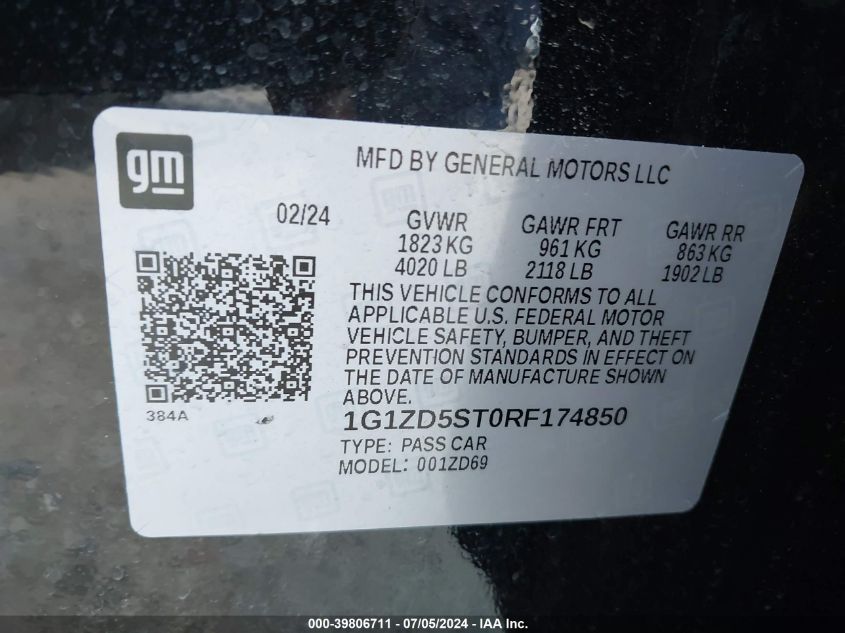 gm
MFD BY GENERAL MOTORS LLC
02/24 GVWR GAWR FRT GAWR RR
1823 KG 961 KG 863 KG
4020 LB 2118 LB 1902 LB
THIS VEHICLE CONFORMS TO ALL
APPLICABLE U.S. FEDERAL MOTOR
VEHICLE SAFETY, BUMPER, AND THEFT
PREVENTION STANDARDS IN EFFECT ON
THE DATE OF MANUFACTURE SHOWN
ABOVE.
384A
1G1ZD5ST0RF174850
TYPE: PASS CAR
MODEL: 001ZD69
000-39806711 - 07/05/2024 - IAA Inc.